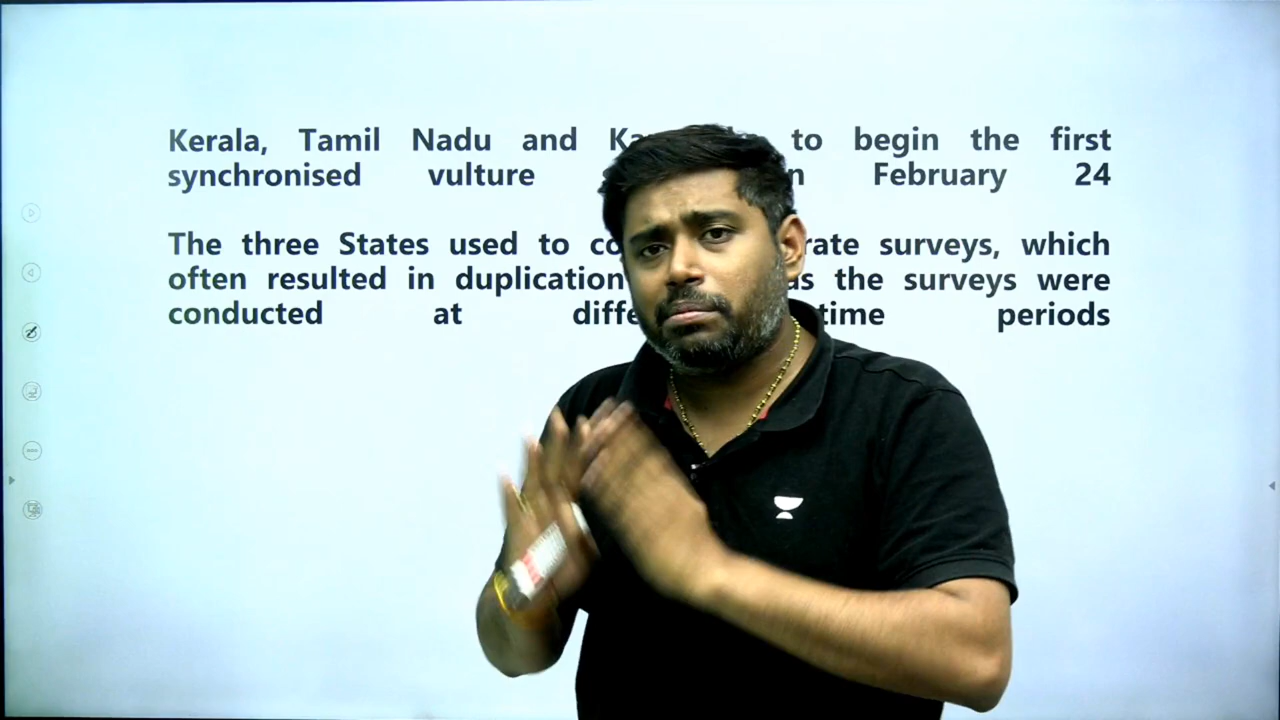 Kerala, Tamil Nadu and to begin the first
synchronised vulture February 24
The three States used to surveys, which
often resulted in duplication the surveys were
conducted at time periods